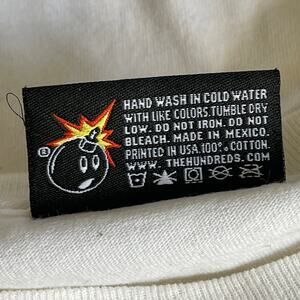 HAND WASH IN COLD WATER
WITH LIKE COLORS. TUMBLE DRY
LOW. DO NOT IRON. DO NOT
BLEACH. MADE IN MEXICO.
PRINTED IN USA. 100% COTTON.
WWW. THEHUNDREDS. COM
®